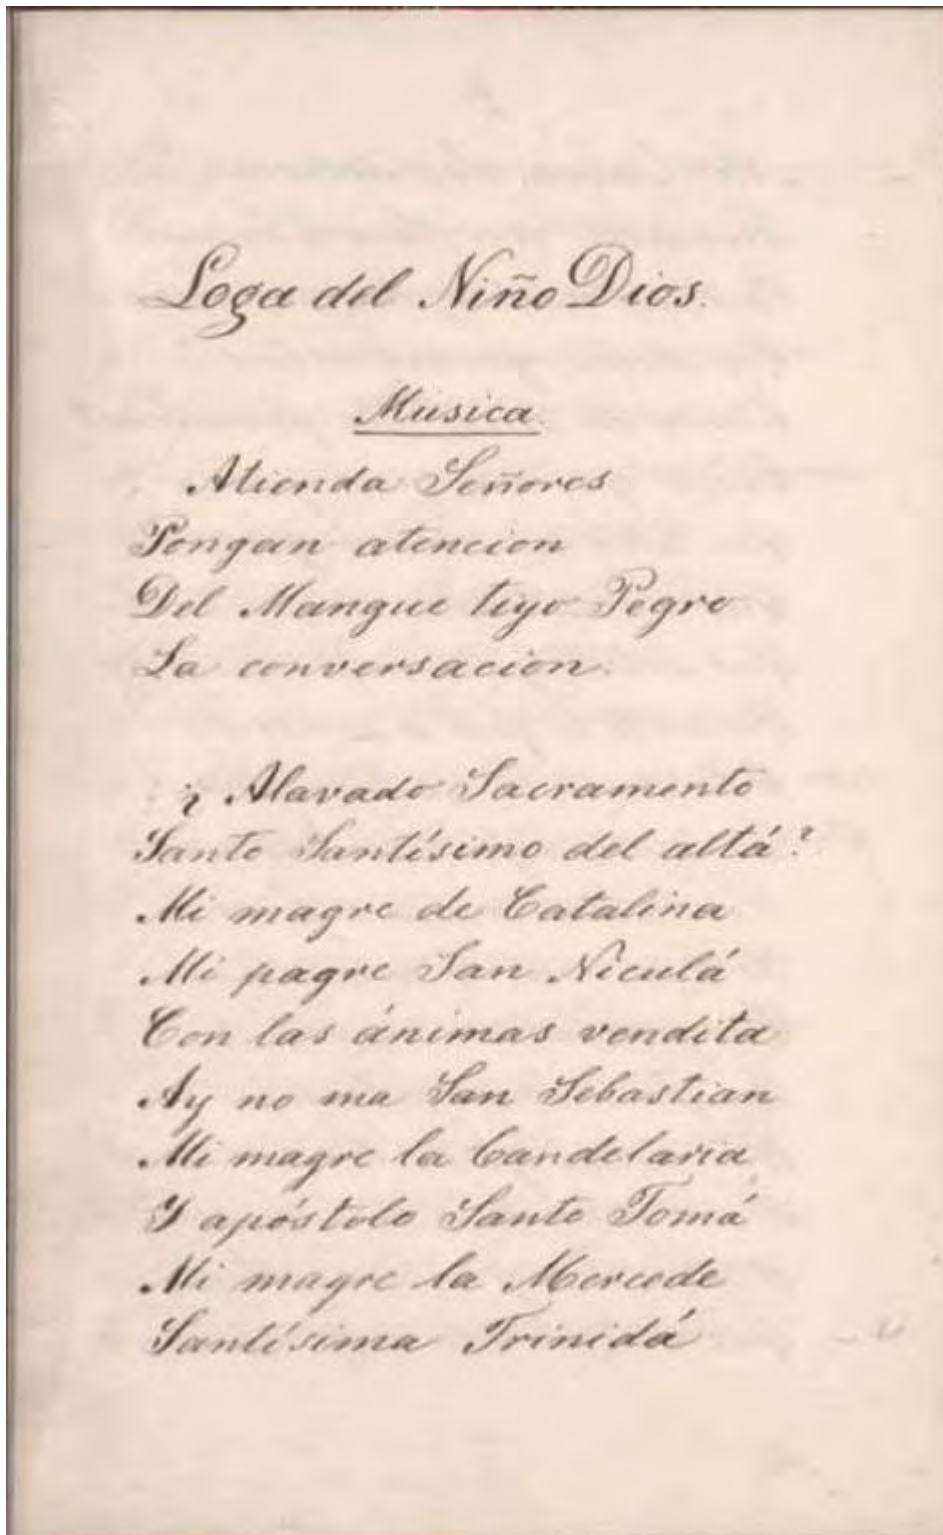 Loga del Niño Dios.
Musica.
Atienda Señores
Pongan atencion
Del Mangue tiyo Pegro
La conversacion.
¿ Alavado Sacramento
Santo Santísimo del altá?
Mi magre de Catalina
Mi pagre San Niculá
Con las ánimas vendita
Ay no ma San Sebastian
Mi magre la Candelaria
Y apóstolo Santo Tomá
Mi magre la Mercede
Santísima Trinidá